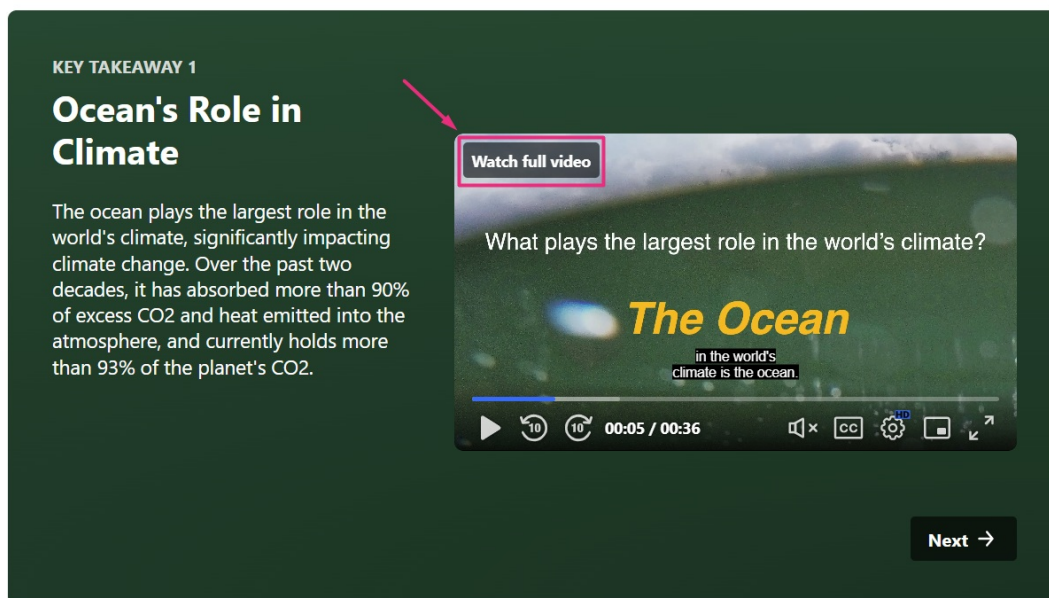 KEY TAKEAWAY 1
Ocean's Role in
Climate
The ocean plays the largest role in the
world's climate, significantly impacting
climate change. Over the past two
decades, it has absorbed more than 90%
of excess CO2 and heat emitted into the
atmosphere, and currently holds more
than 93% of the planet's CO2.
Watch full video
What plays the largest role in the world's climate?
The Ocean
in the world's
climate is the ocean.
10
10
00:05 / 00:36
CC
HD
Next